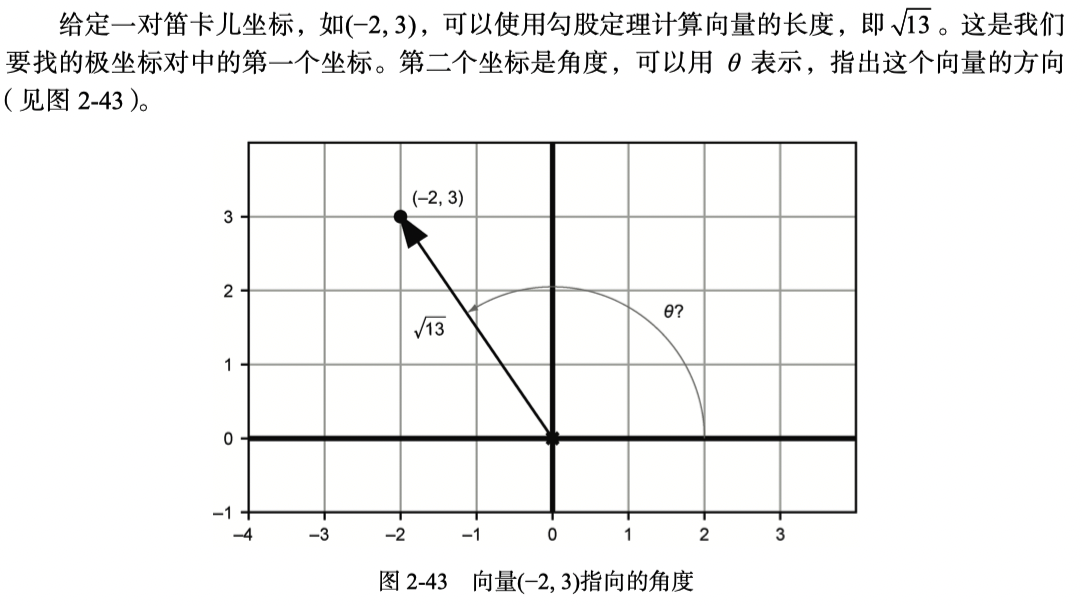 给定一对笛卡儿坐标，如(−2, 3)，可以使用勾股定理计算向量的长度，即√13。这是我们
要找的极坐标对中的第一个坐标。第二个坐标是角度，可以用 θ 表示，指出这个向量的方向
（见图 2-43）。
(−2, 3)
3
2
θ?
√13
1
0
−1
−4 −3 −2 −1 0 1 2 3
图 2-43 向量(−2, 3)指向的角度